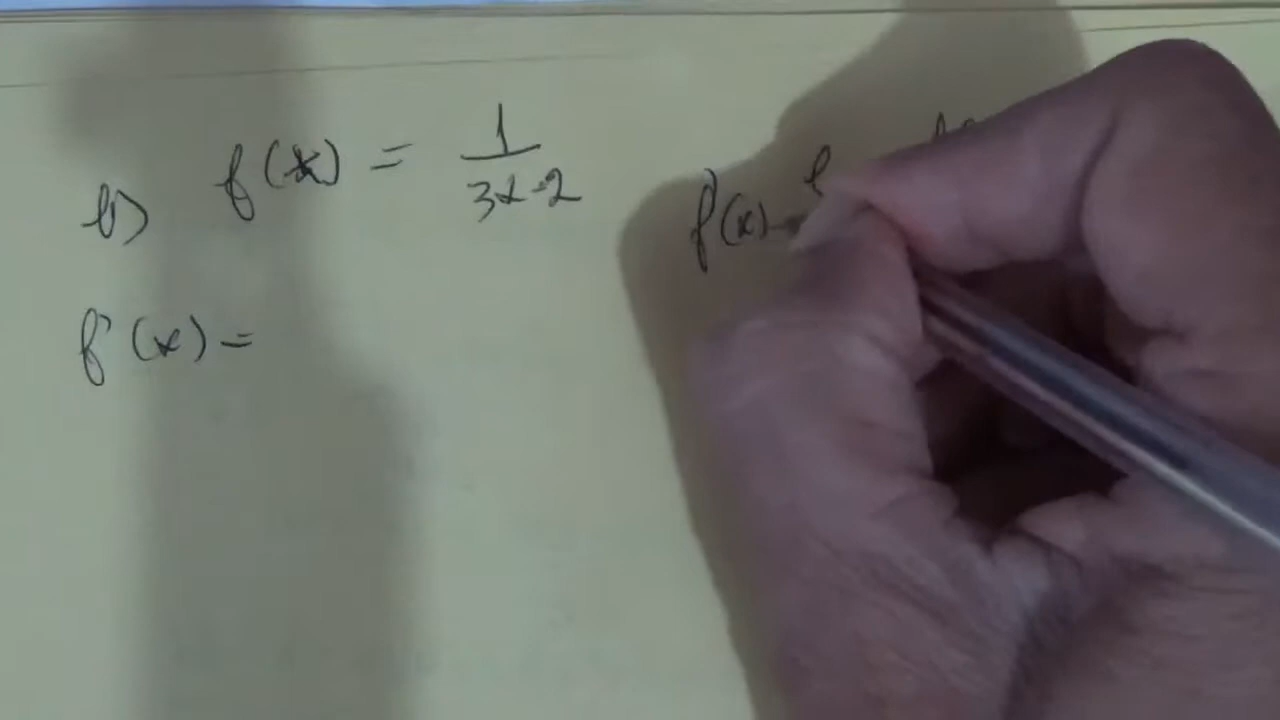 b) f(x) = 1/(3x-2)
f'(x) =
f'(x) =